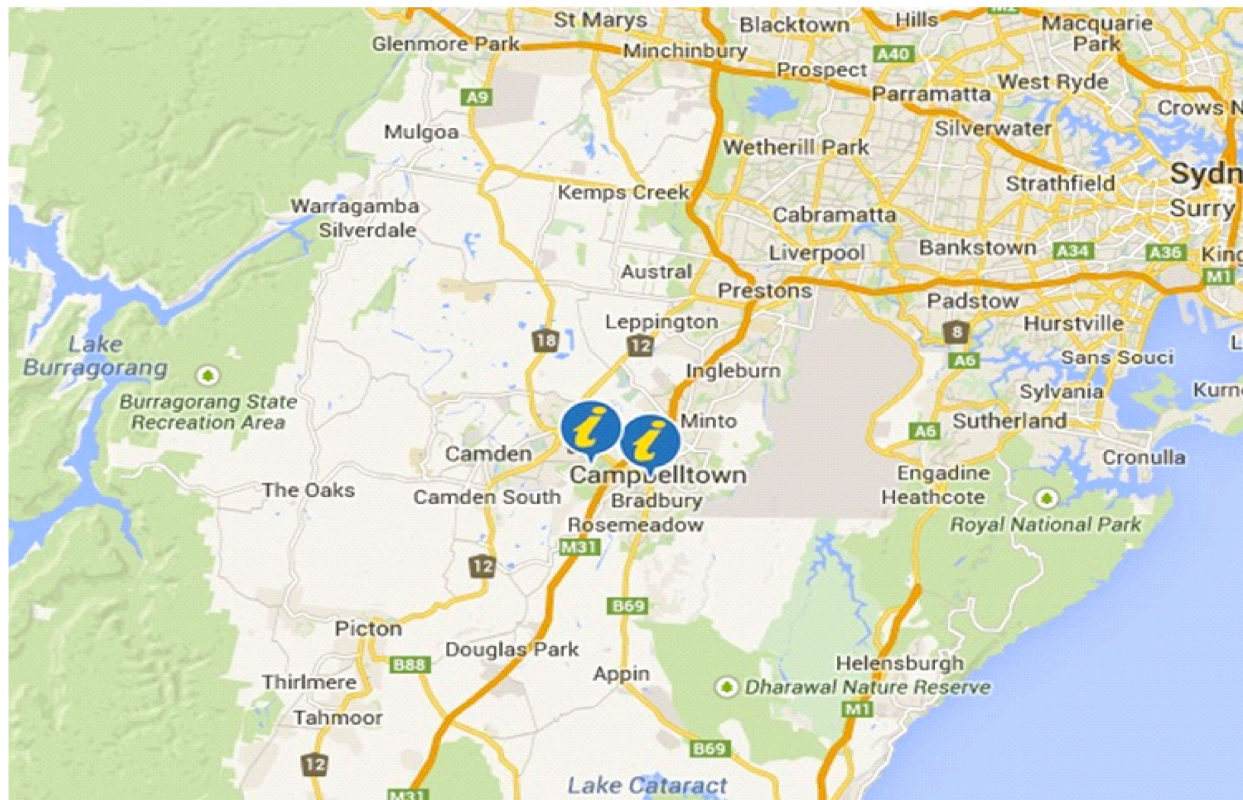 St Marys
Blacktown
Hills
M2
Macquarie
Park
Glenmore Park
Minchinbury
A40
Prospect
West Ryde
A9
Parramatta
Crows N
Mulgoa
Silverwater
Wetherill Park
Sydn
Strathfield
Kemps Creek
Surry
Warragamba
Silverdale
Cabramatta
Liverpool
Bankstown
A34
A36
King
Austral
M1
Prestons
Padstow
Leppington
Hurstville
8
18
12
L
Lake
Burragorang
Sans Souci
A6
Ingleburn
Sylvania
Kurne
Burragorang State
Recreation Area
i
i
Minto
Sutherland
A6
Camden
Cronulla
Campbelltown
Engadine
The Oaks
Camden South
Bradbury
Heathcote
Rosemeadow
Royal National Park
M31
12
B69
Picton
Douglas Park
B88
Appin
Helensburgh
Thirlmere
Dharawal Nature Reserve
Tahmoor
M1
B69
12
Lake Cataract
M31